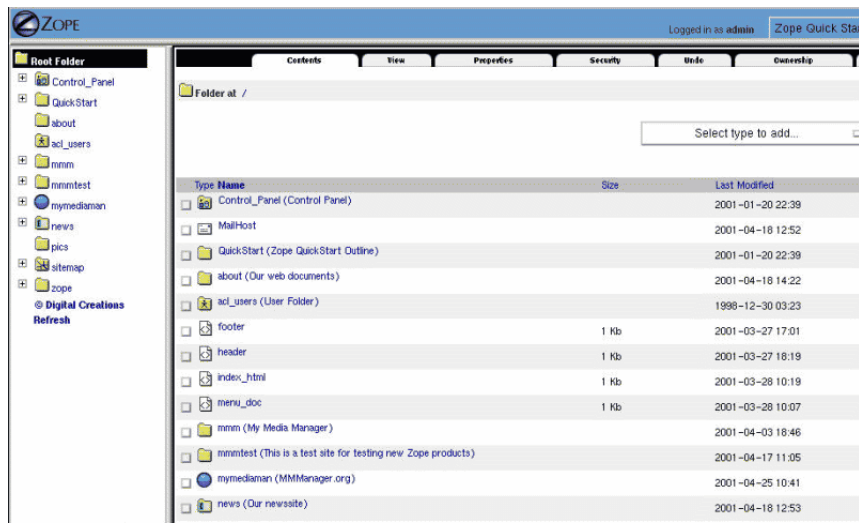 ZOPE
Logged in as admin
Zope Quick Sta
Root Folder
Control_Panel
QuickStart
about
acl_users
mmm
mmmtest
mymediaman
news
pics
sitemap
zope
© Digital Creations
Refresh
Contents View Properties Security Undo Ownership
Folder at /
Select type to add...
Type Name Size Last Modified
Control_Panel (Control Panel) 2001-01-20 22:39
MailHost 2001-04-18 12:52
QuickStart (Zope QuickStart Outline) 2001-01-20 22:39
about (Our web documents) 2001-04-18 14:22
acl_users (User Folder) 1998-12-30 03:23
footer 1 Kb 2001-03-27 17:01
header 1 Kb 2001-03-27 18:19
index_html 1 Kb 2001-03-28 10:19
menu_doc 1 Kb 2001-03-28 10:07
mmm (My Media Manager) 2001-04-03 18:46
mmmtest (This is a test site for testing new Zope products) 2001-04-17 11:05
mymediaman (MMManager.org) 2001-04-25 10:41
news (Our newssite) 2001-04-18 12:53